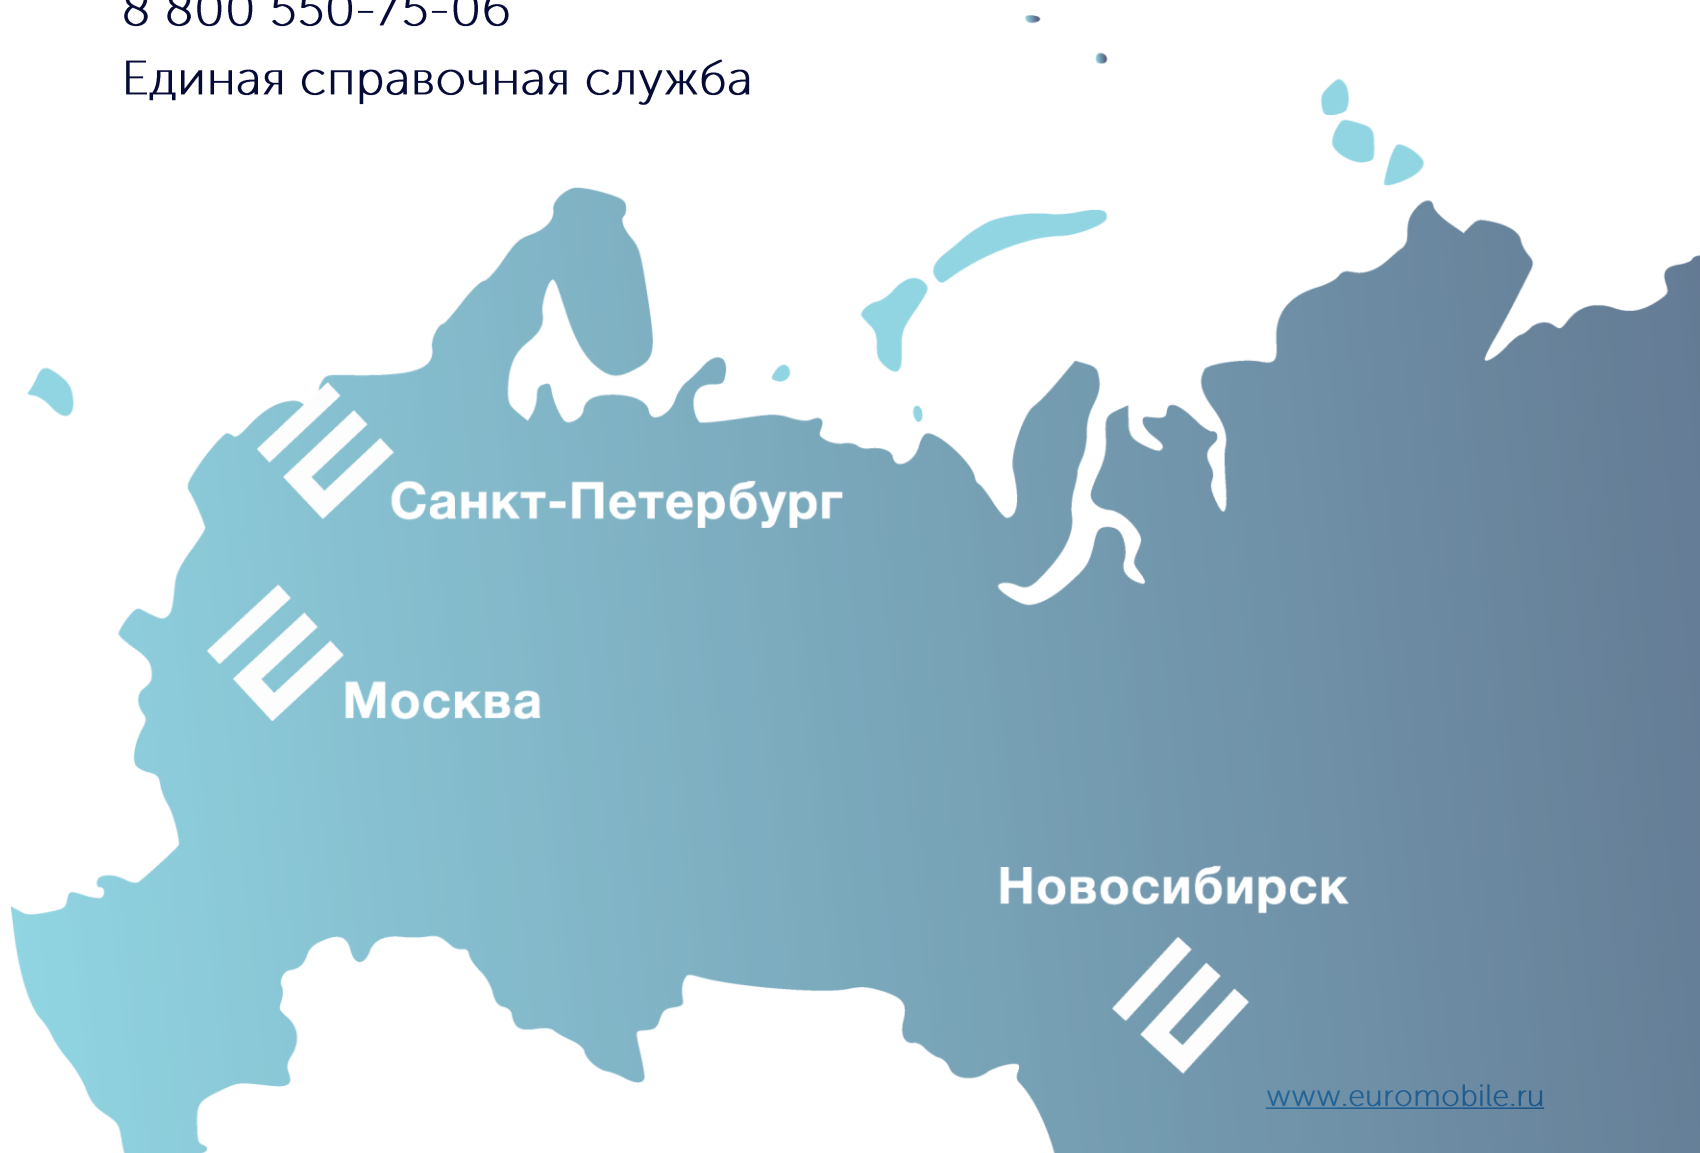 8 800 550-75-06
Единая справочная служба
Санкт-Петербург
Москва
Новосибирск
www.euromobile.ru